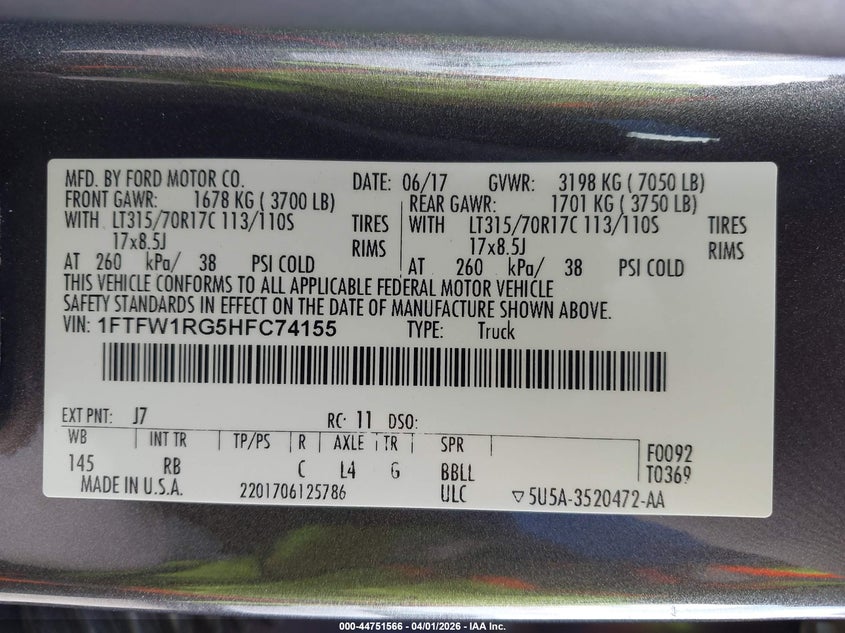 MFD. BY FORD MOTOR CO. DATE: 06/17 GVWR: 3198 KG ( 7050 LB)
FRONT GAWR: 1678 KG ( 3700 LB) REAR GAWR: 1701 KG ( 3750 LB)
WITH LT315/70R17C 113/110S TIRES WITH LT315/70R17C 113/110S TIRES
17x8.5J RIMS 17x8.5J RIMS
AT 260 kPa/ 38 PSI COLD AT 260 kPa/ 38 PSI COLD
THIS VEHICLE CONFORMS TO ALL APPLICABLE FEDERAL MOTOR VEHICLE
SAFETY STANDARDS IN EFFECT ON THE DATE OF MANUFACTURE SHOWN ABOVE.
VIN: 1FTFW1RG5HFC74155 TYPE: Truck
EXT PNT: J7 RC: 11 DSO:
WB INT TR TP/PS R AXLE TR SPR
145 RB C L4 G BBLL
F0092
T0369
MADE IN U.S.A. 2201706125786 ULC ▽5U5A-3520472-AA
000-44751566 - 04/01/2026 - IAA Inc.